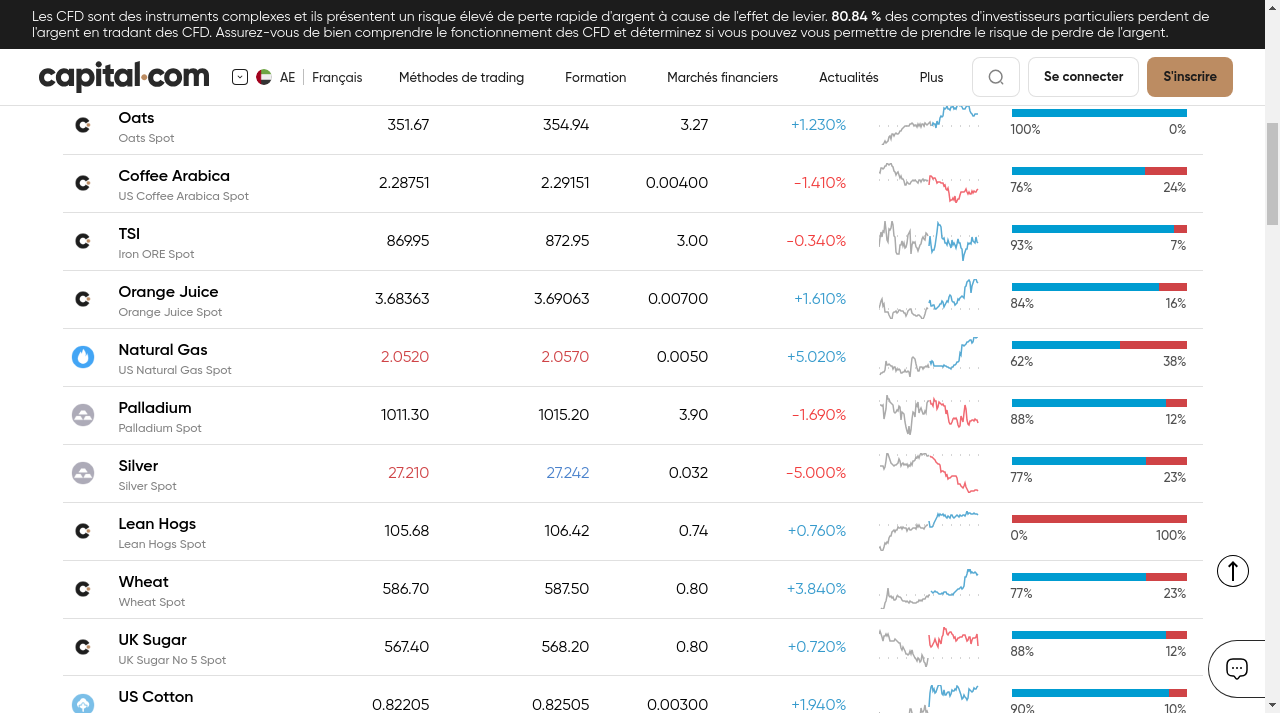 Les CFD sont des instruments complexes et ils présentent un risque élevé de perte rapide d'argent à cause de l'effet de levier. 80.84 % des comptes d'investisseurs particuliers perdent de
l'argent en tradant des CFD. Assurez-vous de bien comprendre le fonctionnement des CFD et déterminez si vous pouvez vous permettre de prendre le risque de perdre de l'argent.
capital.com AE Français Méthodes de trading Formation Marchés financiers Actualités Plus Se connecter S'inscrire
Oats 351.67 354.94 3.27 +1.230%
Oats Spot 100% 0%
Coffee Arabica 2.28751 2.29151 0.00400 -1.410%
US Coffee Arabica Spot 76% 24%
TSI 869.95 872.95 3.00 -0.340%
Iron ORE Spot 93% 7%
Orange Juice 3.68363 3.69063 0.00700 +1.610%
Orange Juice Spot 84% 16%
Natural Gas 2.0520 2.0570 0.0050 +5.020%
US Natural Gas Spot 62% 38%
Palladium 1011.30 1015.20 3.90 -1.690%
Palladium Spot 88% 12%
Silver 27.210 27.242 0.032 -5.000%
Silver Spot 77% 23%
Lean Hogs 105.68 106.42 0.74 +0.760%
Lean Hogs Spot 0% 100%
Wheat 586.70 587.50 0.80 +3.840%
Wheat Spot 77% 23%
UK Sugar 567.40 568.20 0.80 +0.720%
UK Sugar No 5 Spot 88% 12%
US Cotton 0.82205 0.82505 0.00300 +1.940%
90% 10%